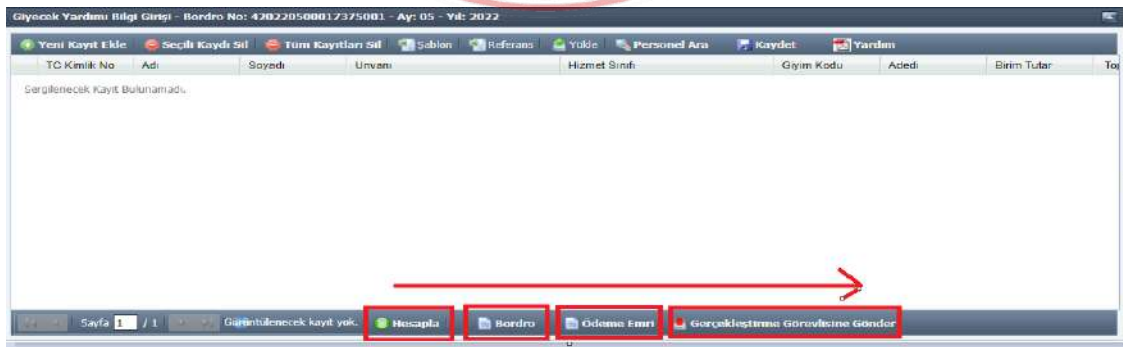 Giyecek Yardımı Bilgi Girişi - Bordro No: 420220500017375001 - Ay: 05 - Yıl: 2022
Yeni Kayıt Ekle Seçili Kaydı Sil Tüm Kayıtları Sil Şablon Referans Yükle Personel Ara Kaydet Yardım
TC Kimlik No Adı Soyadı Unvanı Hizmet Sınıfı Giyim Kodu Adedi Birim Tutar Top
Sergilenecek Kayıt Bulunamadı.
Sayfa 1 / 1 Görüntülenecek kayıt yok. Hesapla Bordro Ödeme Emri Gerçekleştirme Görevlisine Gönder